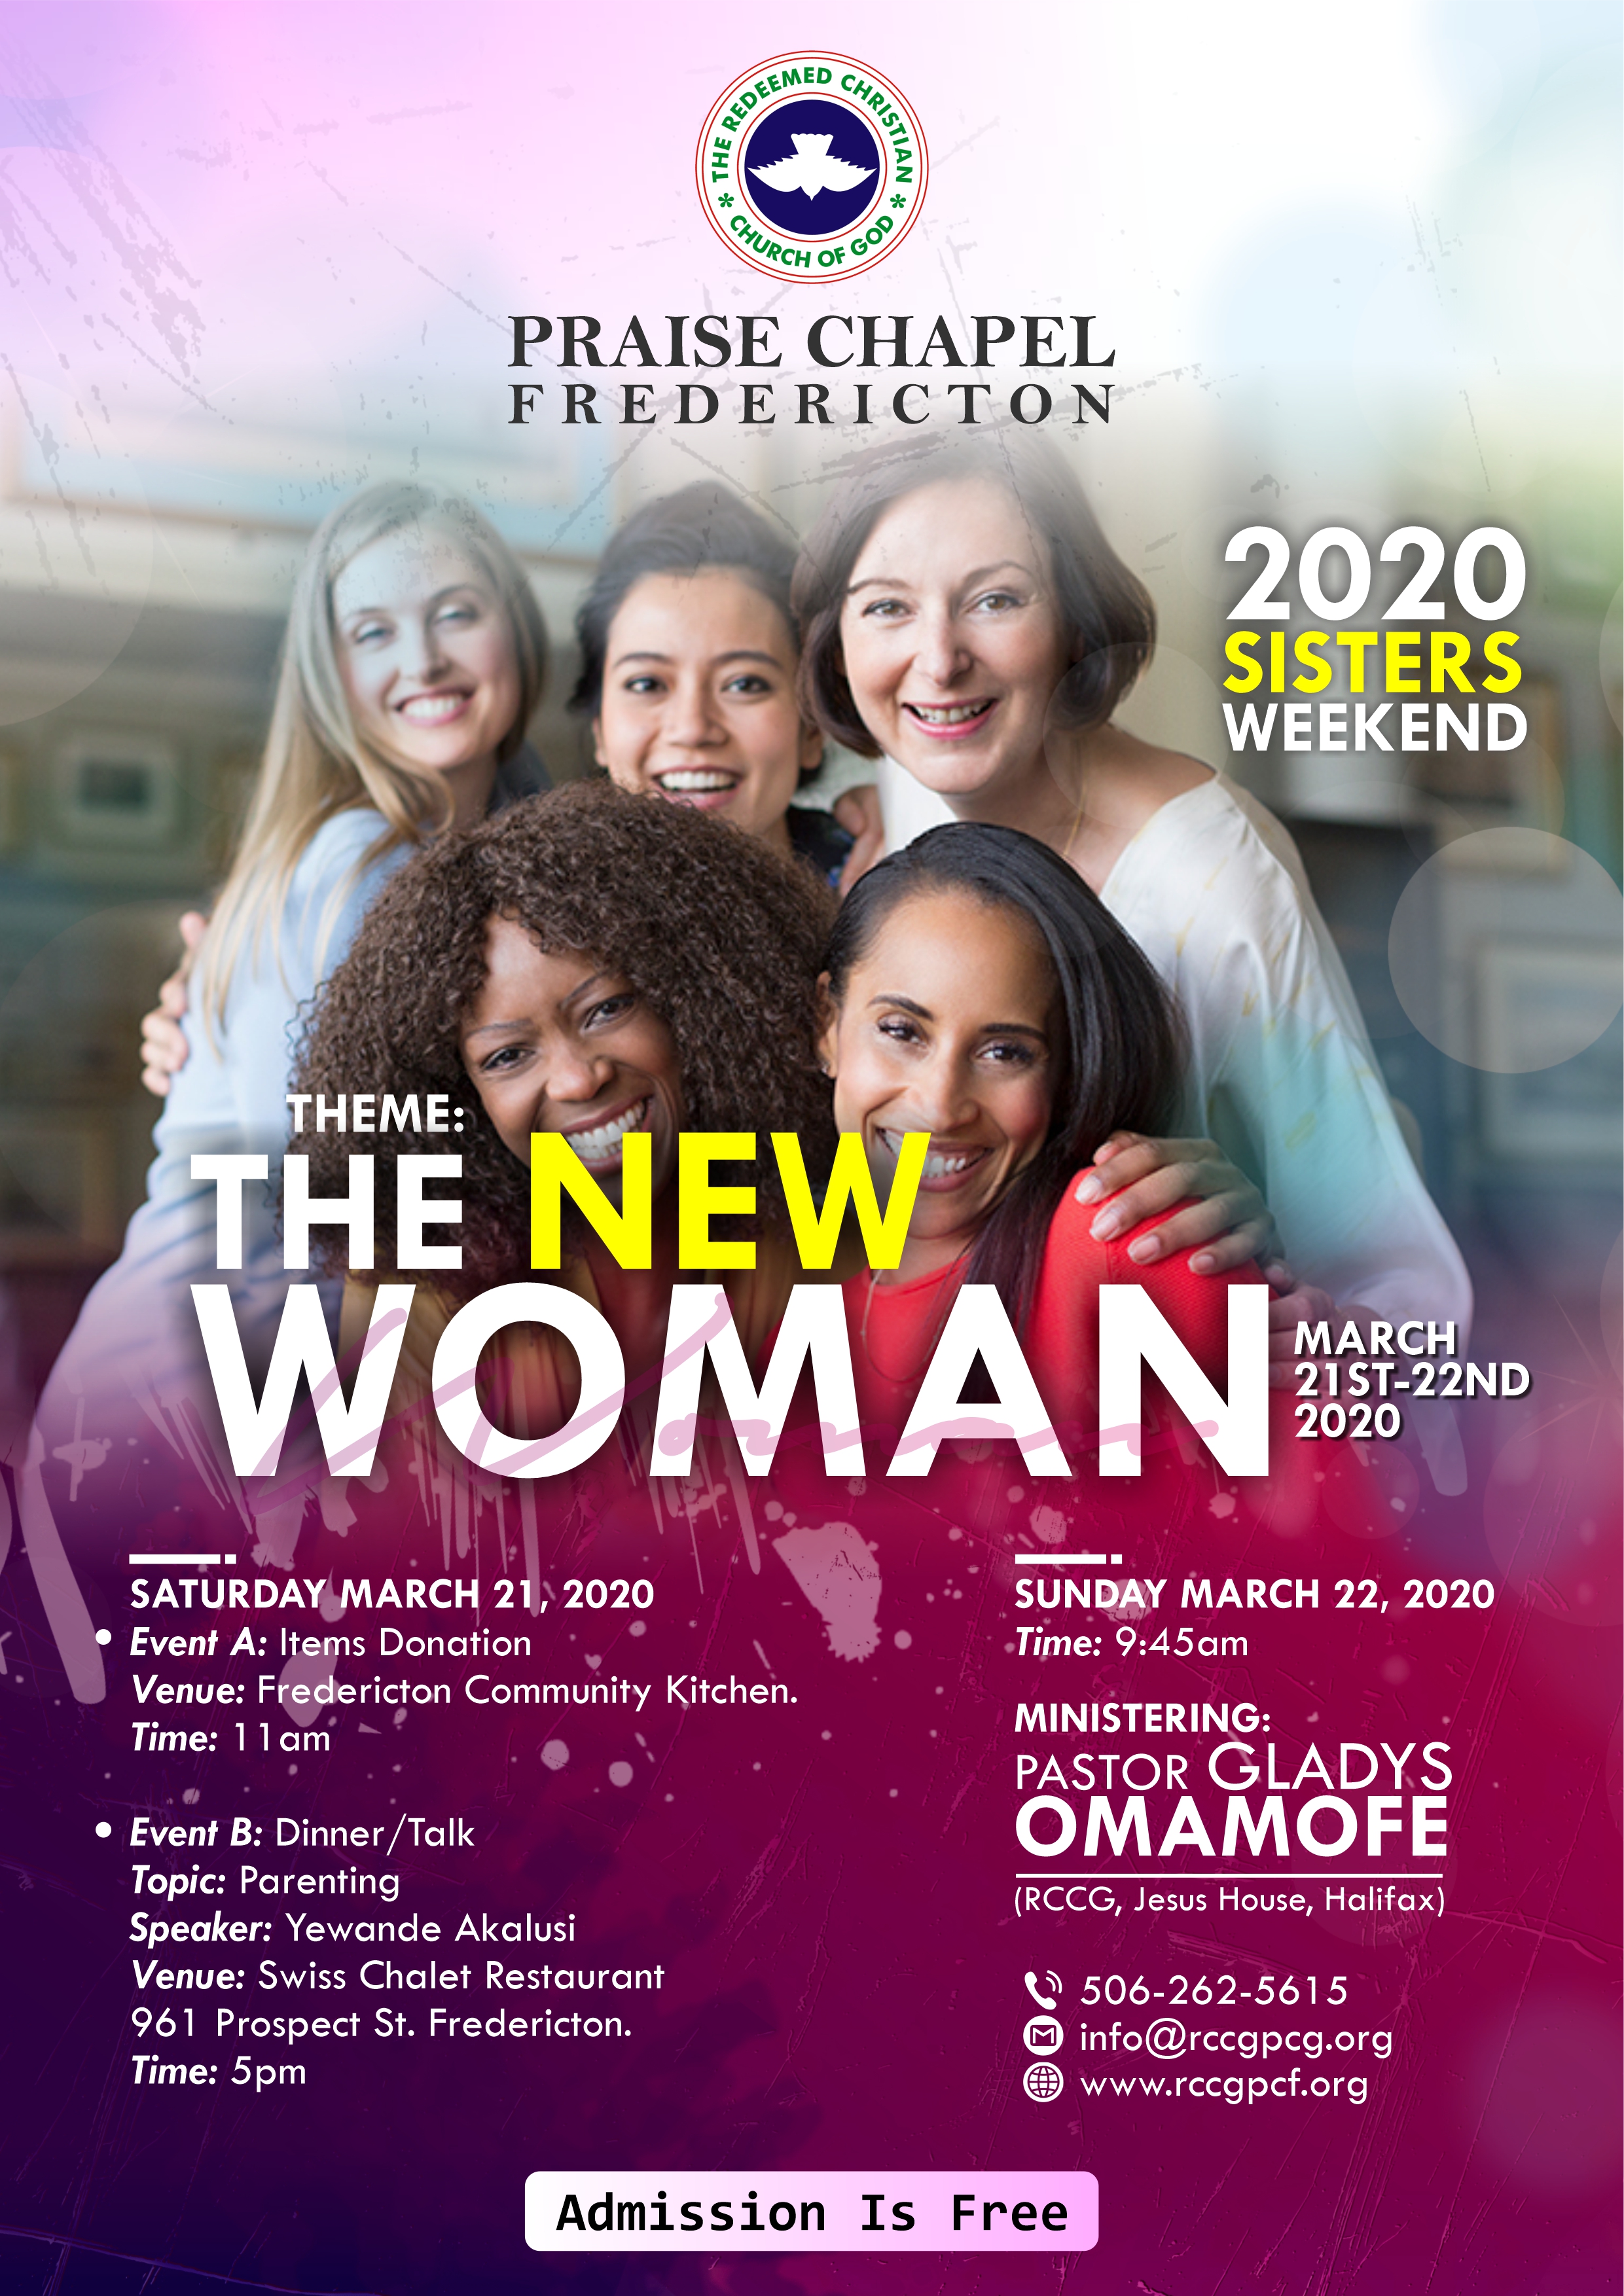 THE REDEEMED CHRISTIAN
* CHURCH OF GOD *
PRAISE CHAPEL
FREDERICTON
2020
SISTERS
WEEKEND
THEME:
THE NEW
WOMAN
Woman
MARCH
21ST-22ND
2020
SATURDAY MARCH 21, 2020
• Event A: Items Donation
Venue: Fredericton Community Kitchen.
Time: 11am
• Event B: Dinner/Talk
Topic: Parenting
Speaker: Yewande Akalusi
Venue: Swiss Chalet Restaurant
961 Prospect St. Fredericton.
Time: 5pm
SUNDAY MARCH 22, 2020
Time: 9:45am
MINISTERING:
PASTOR GLADYS
OMAMOFE
(RCCG, Jesus House, Halifax)
506-262-5615
info@rccgpcg.org
www.rccgpcf.org
Admission Is Free